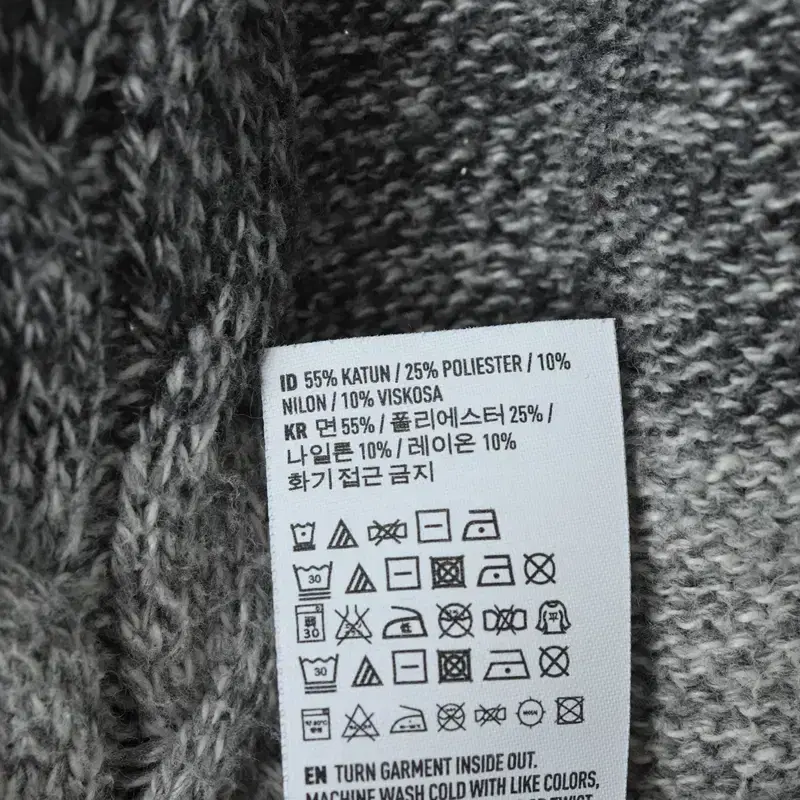 ID 55% KATUN / 25% POLIESTER / 10%
NILON / 10% VISKOSA
KR 면 55% / 폴리에스터 25% /
나일론 10% / 레이온 10%
화기 접근 금지
30
30
30
EN TURN GARMENT INSIDE OUT.
MACHINE WASH COLD WITH LIKE COLORS,